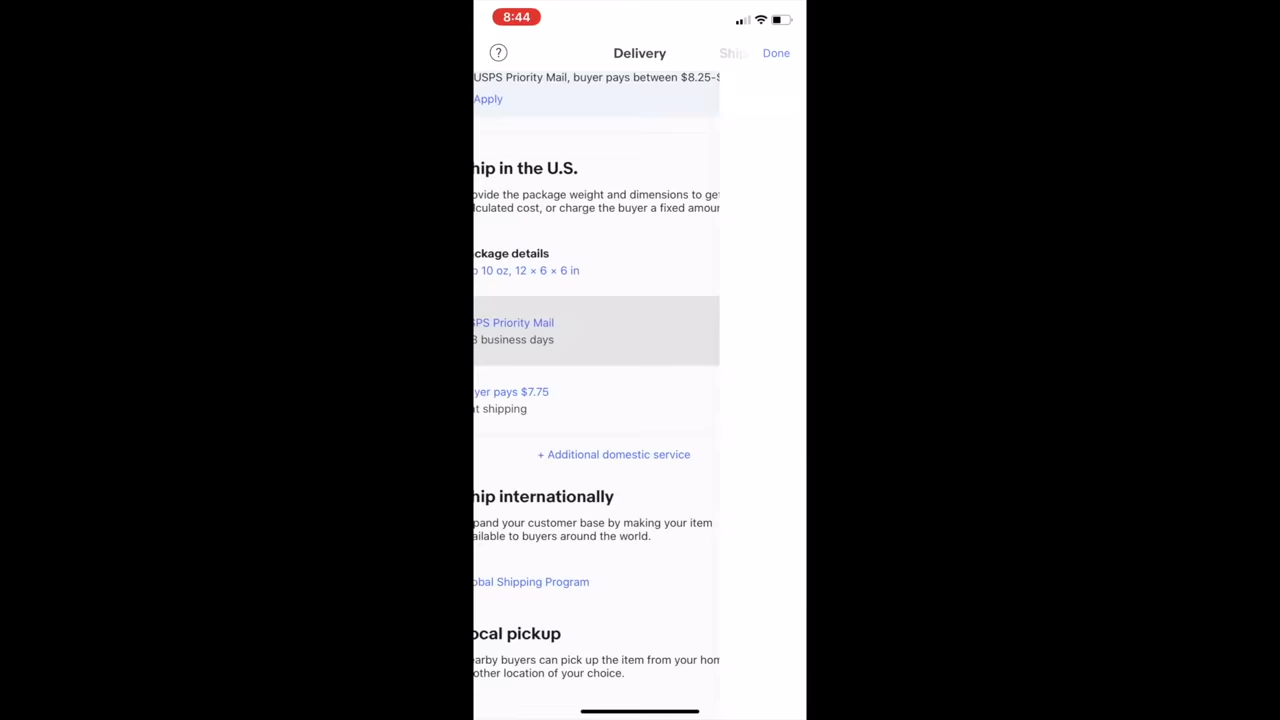 8:44
? Delivery Ship Done
USPS Priority Mail, buyer pays between $8.25-$
Apply
hip in the U.S.
ovide the package weight and dimensions to get
lculated cost, or charge the buyer a fixed amour
ckage details
o 10 oz, 12 × 6 × 6 in
SPS Priority Mail
3 business days
yer pays $7.75
at shipping
+ Additional domestic service
hip internationally
pand your customer base by making your item
ailable to buyers around the world.
obal Shipping Program
ocal pickup
earby buyers can pick up the item from your hom
other location of your choice.